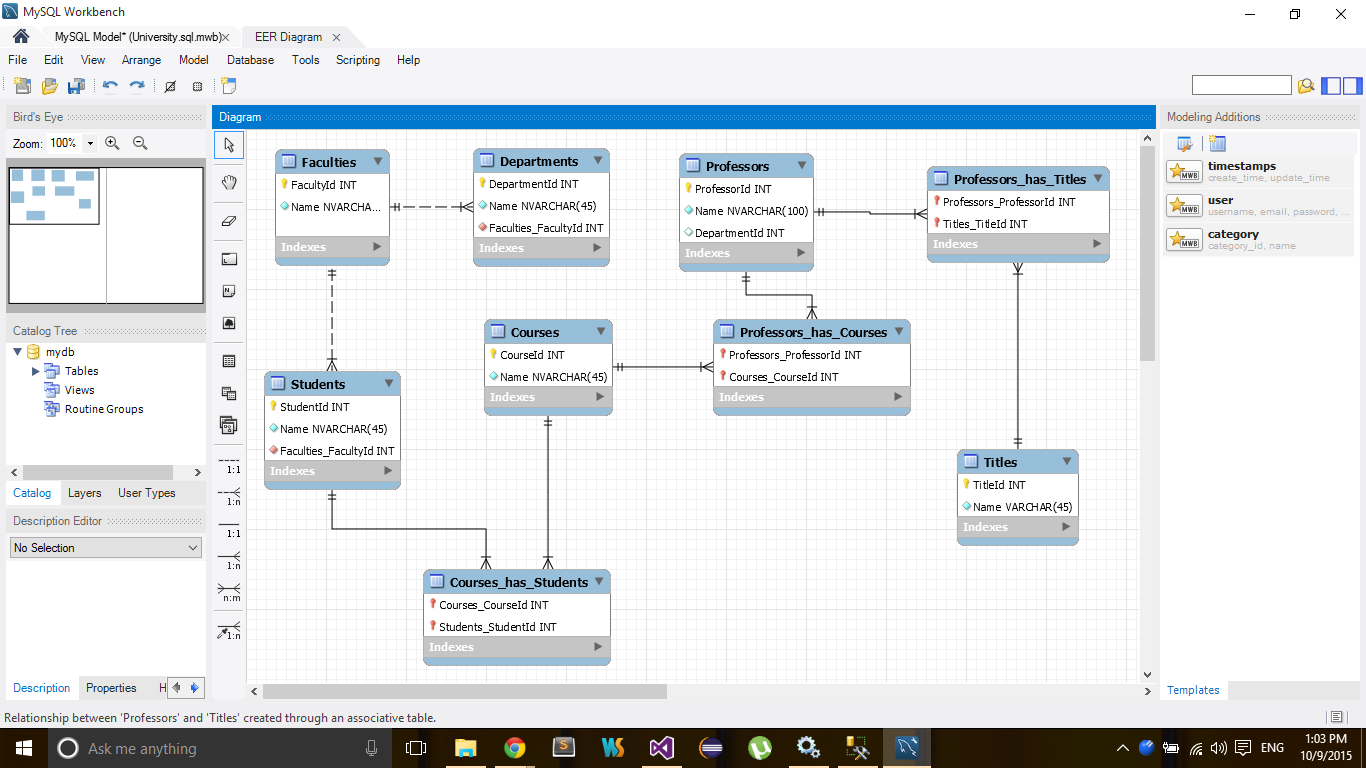 MySQL Workbench
MySQL Model* (University.sql.mwb)
EER Diagram
File Edit View Arrange Model Database Tools Scripting Help
Bird's Eye
Zoom: 100%
Catalog Tree
mydb
Tables
Views
Routine Groups
Catalog Layers User Types
Description Editor
No Selection
Description Properties H
Diagram
1:1
1:n
1:1
1:n
n:m
1:n
Faculties
FacultyId INT
Name NVARCHA...
Indexes
Departments
DepartmentId INT
Name NVARCHAR(45)
Faculties_FacultyId INT
Indexes
Professors
ProfessorId INT
Name NVARCHAR(100)
DepartmentId INT
Indexes
Professors_has_Titles
Professors_ProfessorId INT
Titles_TitleId INT
Indexes
Courses
CourseId INT
Name NVARCHAR(45)
Indexes
Professors_has_Courses
Professors_ProfessorId INT
Courses_CourseId INT
Indexes
Students
StudentId INT
Name NVARCHAR(45)
Faculties_FacultyId INT
Indexes
Titles
TitleId INT
Name VARCHAR(45)
Indexes
Courses_has_Students
Courses_CourseId INT
Students_StudentId INT
Indexes
Modeling Additions
MWB
timestamps
create_time, update_time
MWB
user
username, email, password, ...
MWB
category
category_id, name
Templates
Relationship between 'Professors' and 'Titles' created through an associative table.
Ask me anything
ENG
1:03 PM
10/9/2015